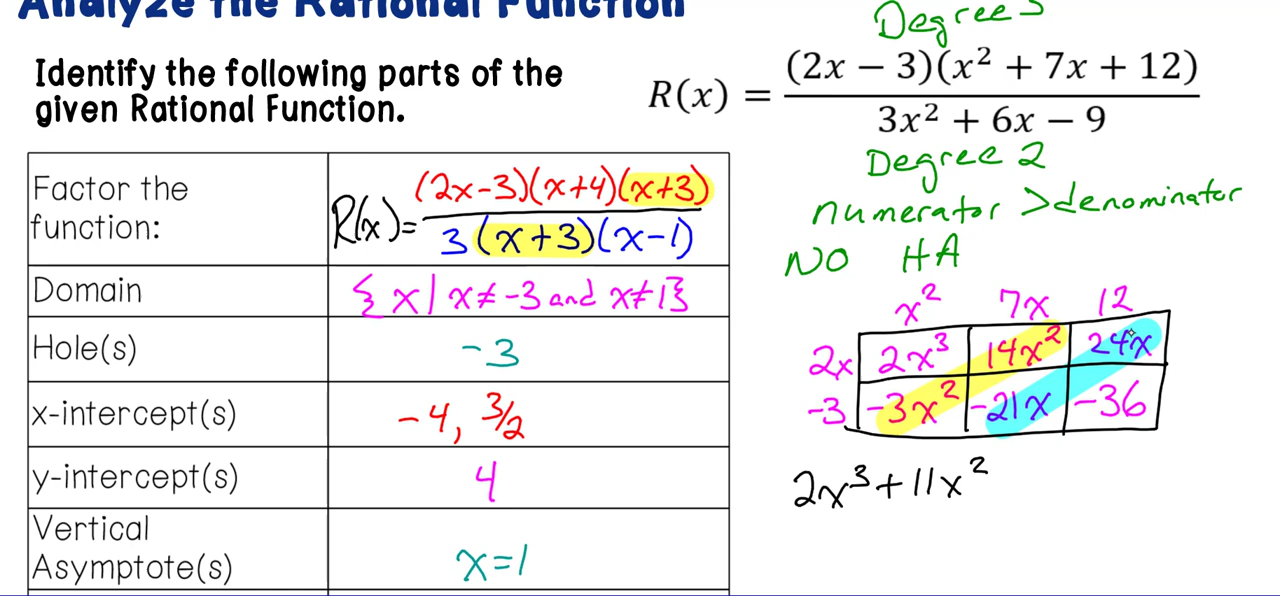 Analyze the Rational Function
Identify the following parts of the
given Rational Function.
Degree 3
R(x) = (2x − 3)(x² + 7x + 12) / 3x² + 6x − 9
Degree 2
numerator > denominator
NO HA
Factor the
function:
R(x) = (2x-3)(x+4)(x+3) / 3(x+3)(x-1)
Domain
{x | x ≠ -3 and x ≠ 1}
Hole(s)
-3
x-intercept(s)
-4, 3/2
y-intercept(s)
4
Vertical
Asymptote(s)
x=1
x² 7x 12
2x 2x³ 14x² 24x
-3 -3x² -21x -36
2x³+11x²